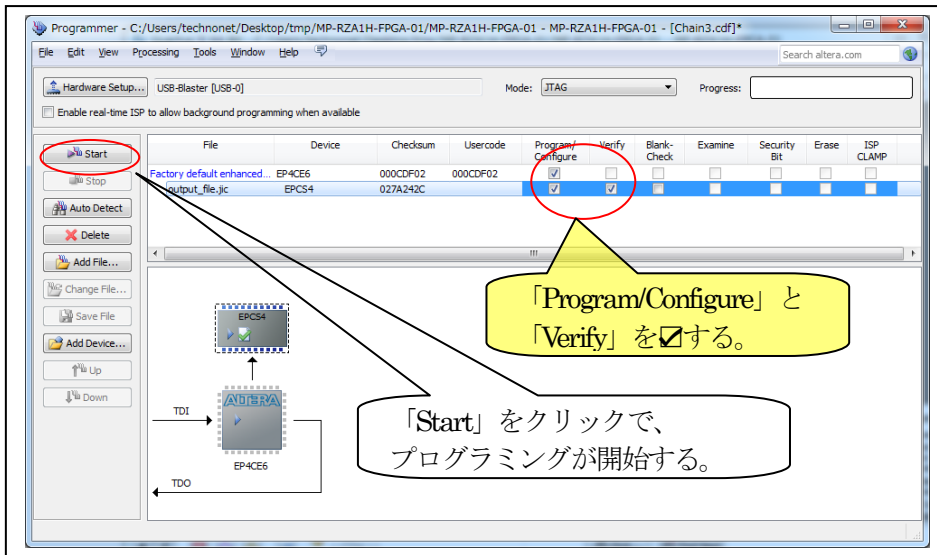 Programmer - C:/Users/technonet/Desktop/tmp/MP-RZA1H-FPGA-01/MP-RZA1H-FPGA-01 - MP-RZA1H-FPGA-01 - [Chain3.cdf]*
File Edit View Processing Tools Window Help
Search altera.com
Hardware Setup... USB-Blaster [USB-0] Mode: JTAG Progress:
Enable real-time ISP to allow background programming when available
Start
Stop
Auto Detect
Delete
Add File...
Change File...
Save File
Add Device...
Up
Down
File Device Checksum Usercode Program/ Verify Blank- Examine Security Erase ISP
Configure Check Bit CLAMP
Factory default enhanced... EP4CE6 000CDF02 000CDF02
output_file.jic EPCS4 027A242C
「Program/Configure」と
「Verify」を☑する。
EPCS4
ALTERA
TDI
EP4CE6
TDO
「Start」をクリックで、
プログラミングが開始する。